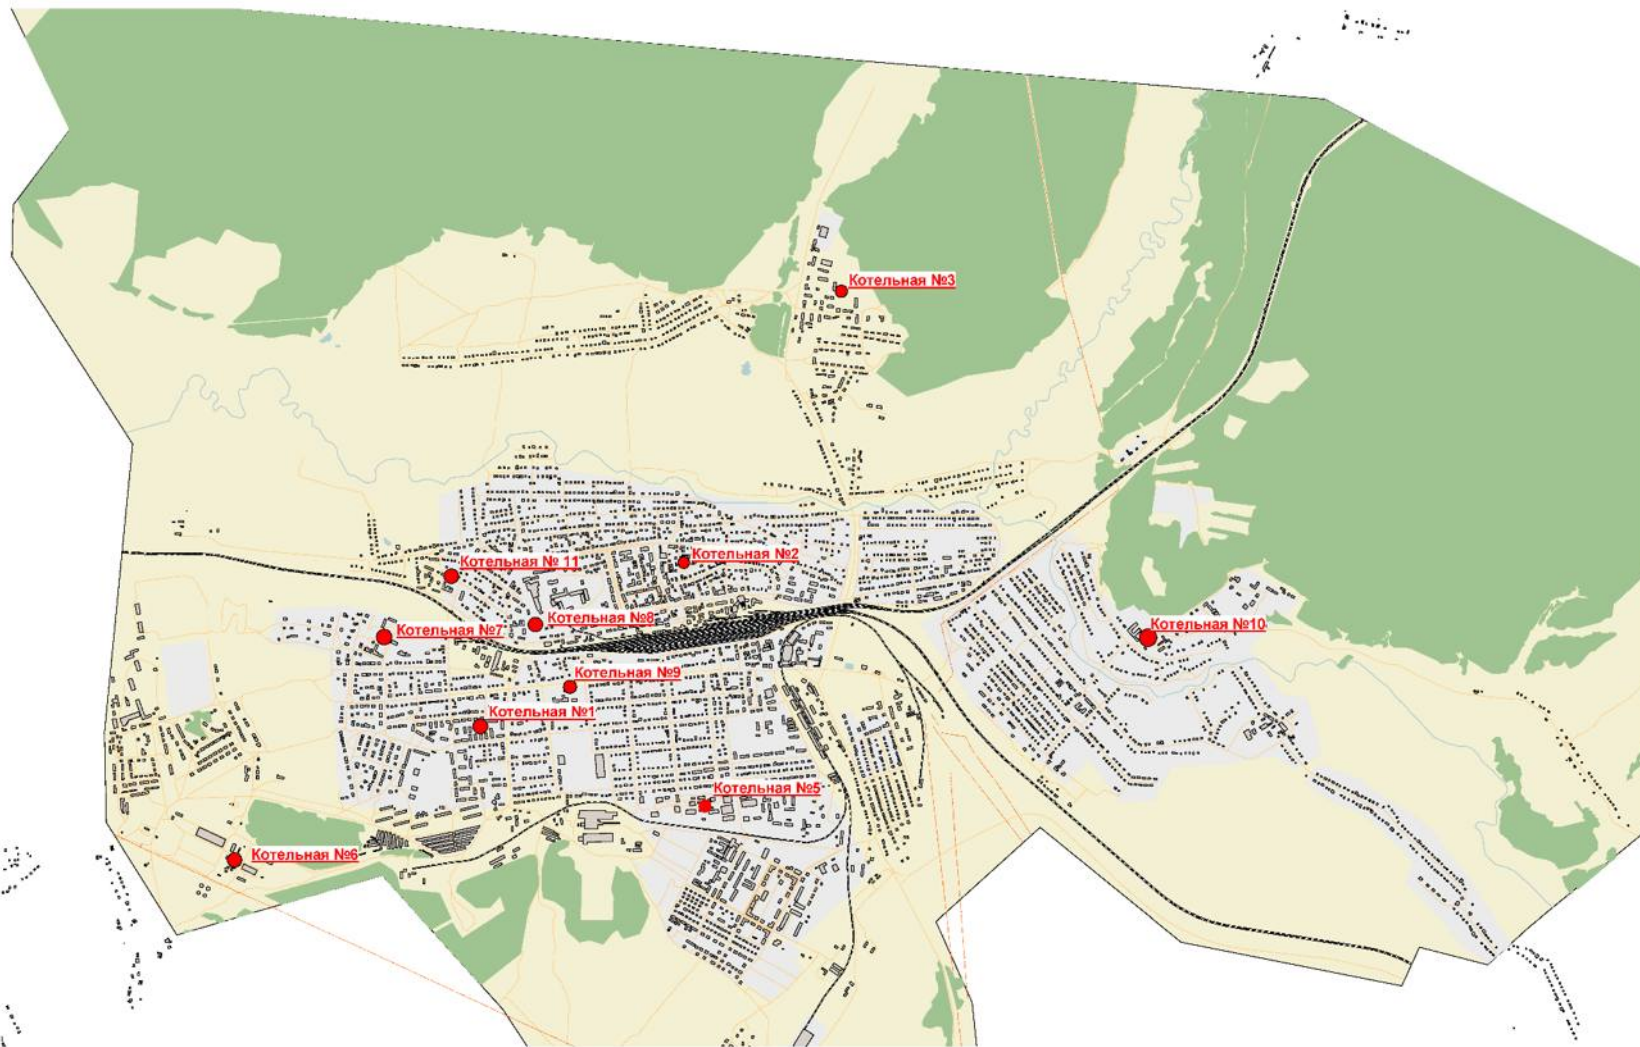 Котельная №3
Котельная №2
Котельная № 11
Котельная №8
Котельная №7
Котельная №10
Котельная №9
Котельная №1
Котельная №5
Котельная №6